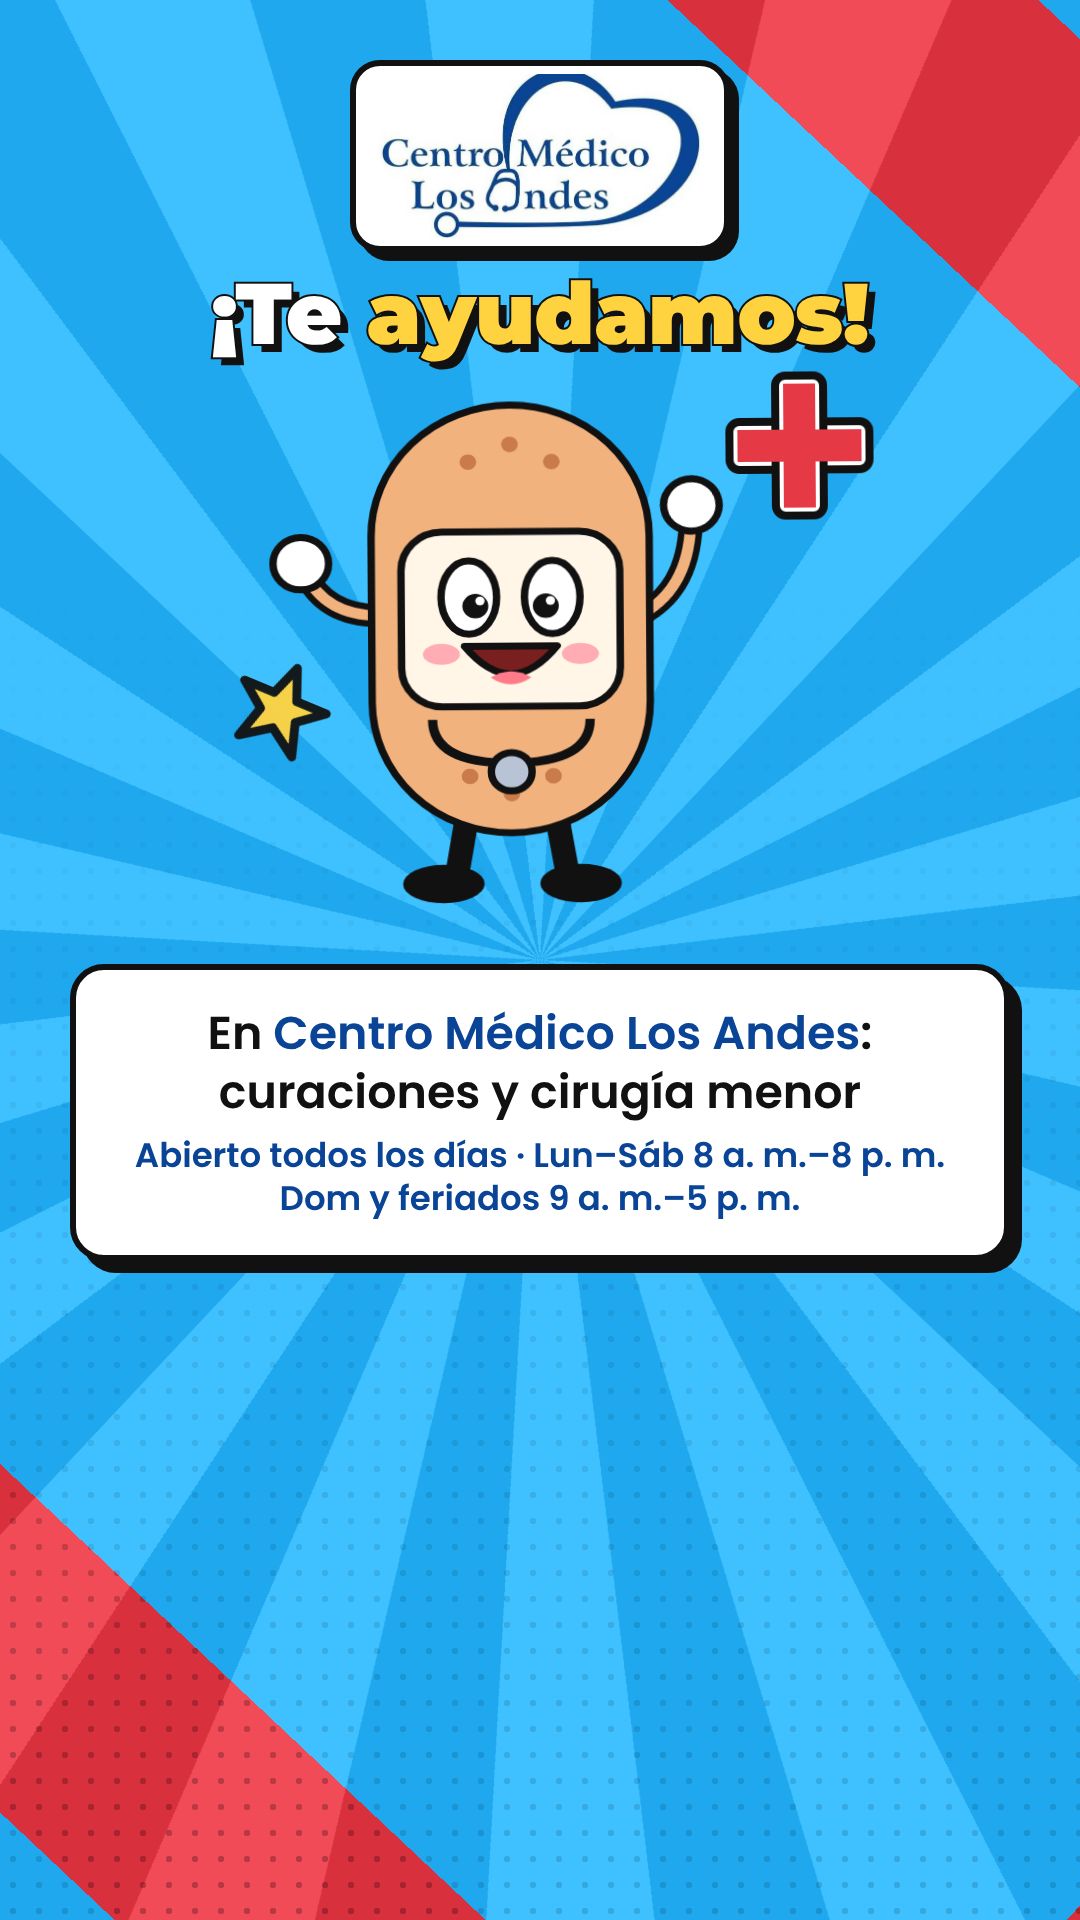 Centro Médico
Los Andes
¡Te ayudamos!
En Centro Médico Los Andes:
curaciones y cirugía menor
Abierto todos los días · Lun–Sáb 8 a. m.–8 p. m.
Dom y feriados 9 a. m.–5 p. m.